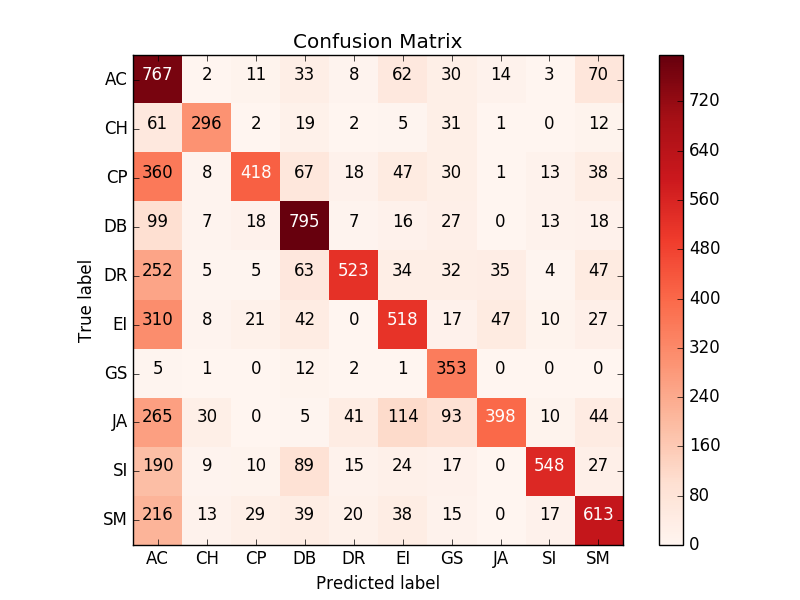 Confusion Matrix
AC 767 2 11 33 8 62 30 14 3 70
CH 61 296 2 19 2 5 31 1 0 12
CP 360 8 418 67 18 47 30 1 13 38
DB 99 7 18 795 7 16 27 0 13 18
DR 252 5 5 63 523 34 32 35 4 47
EI 310 8 21 42 0 518 17 47 10 27
GS 5 1 0 12 2 1 353 0 0 0
JA 265 30 0 5 41 114 93 398 10 44
SI 190 9 10 89 15 24 17 0 548 27
SM 216 13 29 39 20 38 15 0 17 613
AC CH CP DB DR EI GS JA SI SM
Predicted label
True label
720
640
560
480
400
320
240
160
80
0